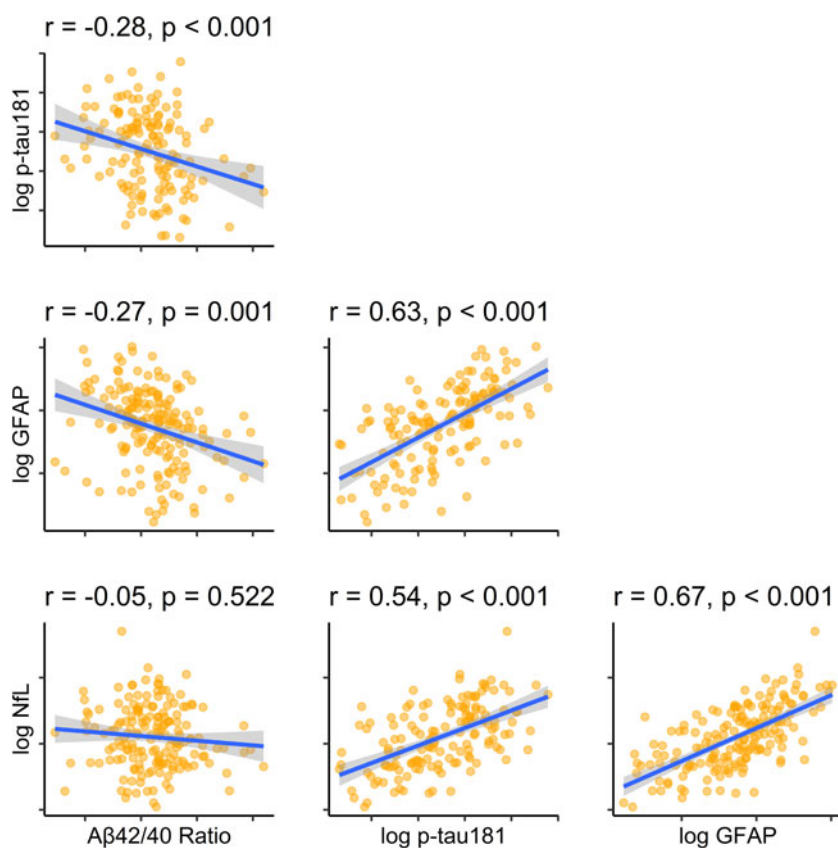 r = -0.28, p < 0.001
log p-tau181
r = -0.27, p = 0.001
r = 0.63, p < 0.001
log GFAP
r = -0.05, p = 0.522
r = 0.54, p < 0.001
r = 0.67, p < 0.001
log NfL
Aβ42/40 Ratio
log p-tau181
log GFAP